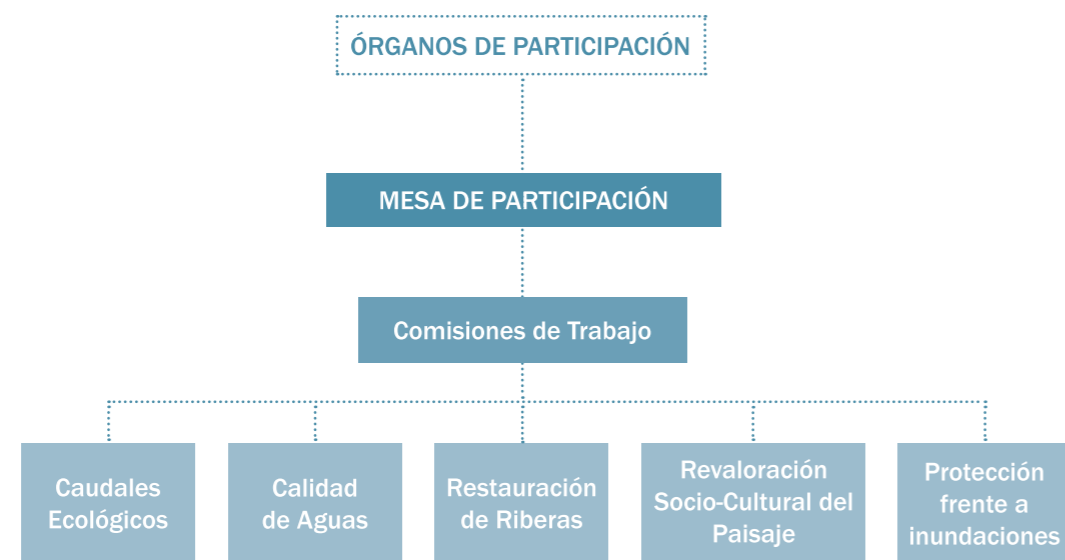 ÓRGANOS DE PARTICIPACIÓN
MESA DE PARTICIPACIÓN
Comisiones de Trabajo
Caudales
Ecológicos
Calidad
de Aguas
Restauración
de Riberas
Revaloración
Socio-Cultural del
Paisaje
Protección
frente a
inundaciones